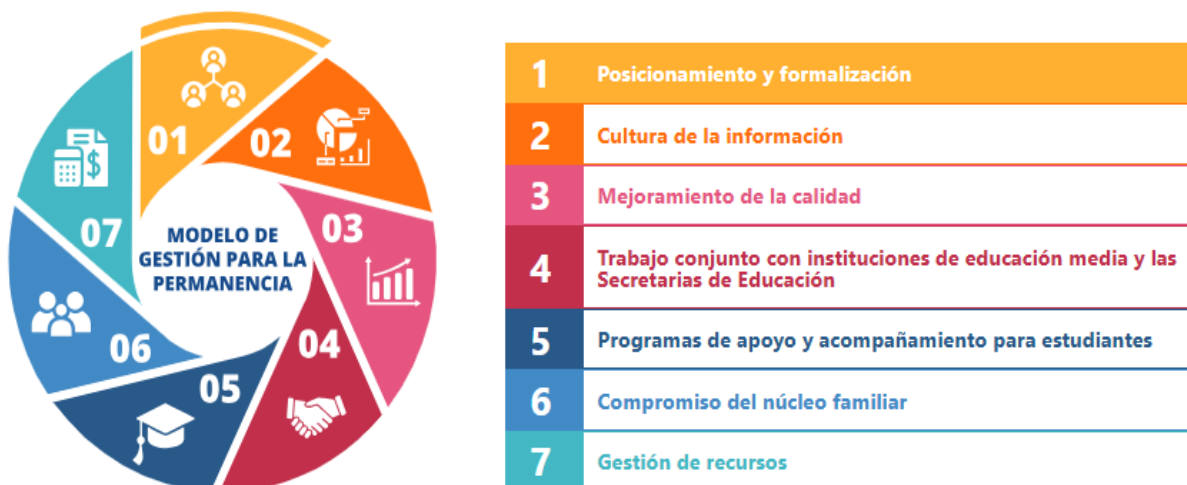 01
02
03
04
05
06
07
MODELO DE
GESTIÓN PARA LA
PERMANENCIA
1 Posicionamiento y formalización
2 Cultura de la información
3 Mejoramiento de la calidad
4 Trabajo conjunto con instituciones de educación media y las
Secretarias de Educación
5 Programas de apoyo y acompañamiento para estudiantes
6 Compromiso del núcleo familiar
7 Gestión de recursos